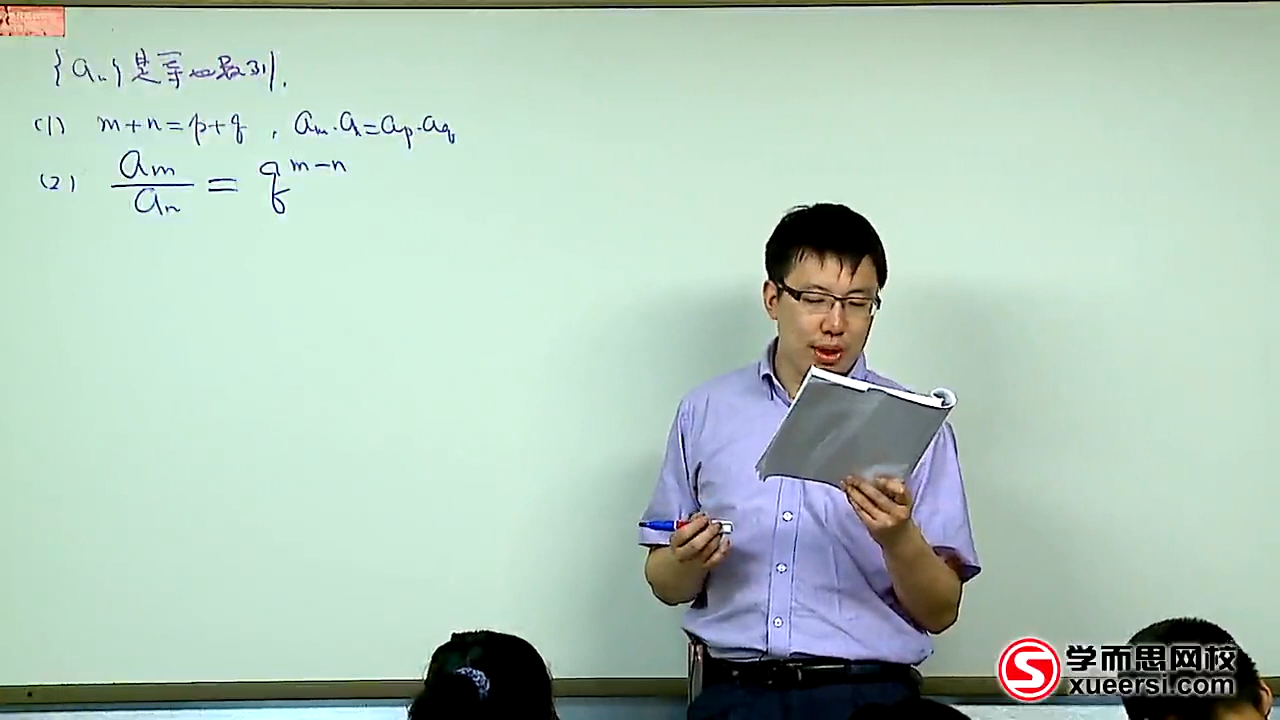 {aₙ}是等比数列.
(1) m+n=p+q , aₘ·aₙ=aₚ·a_q
(2) aₘ/aₙ = q^(m-n)
学而思网校
xueersi.com